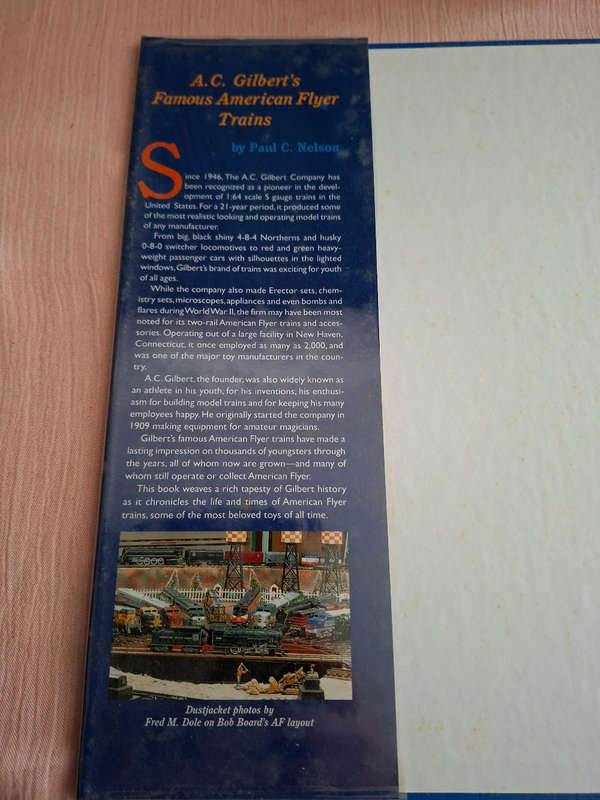 A.C. Gilbert's
Famous American Flyer
Trains
by Paul C. Nelson
Since 1946, The A.C. Gilbert Company has
been recognized as a pioneer in the devel-
opment of 1:64 scale S gauge trains in the
United States. For a 21-year period, it produced some
of the most realistic looking and operating model trains
of any manufacturer.
From big, black shiny 4-8-4 Northerns and husky
0-8-0 switcher locomotives to red and green heavy-
weight passenger cars with silhouettes in the lighted
windows, Gilbert's brand of trains was exciting for youth
of all ages.
While the company also made Erector sets, chem-
istry sets, microscopes, appliances and even bombs and
flares during World War II, the firm may have been most
noted for its two-rail American Flyer trains and acces-
sories. Operating out of a large facility in New Haven,
Connecticut, it once employed as many as 2,000, and
was one of the major toy manufacturers in the coun-
try.
A.C. Gilbert, the founder, was also widely known as
an athlete in his youth, for his inventions, his enthusi-
asm for building model trains and for keeping his many
employees happy. He originally started the company in
1909 making equipment for amateur magicians.
Gilbert's famous American Flyer trains have made a
lasting impression on thousands of youngsters through
the years, all of whom now are grown—and many of
whom still operate or collect American Flyer.
This book weaves a rich tapesty of Gilbert history
as it chronicles the life and times of American Flyer
trains, some of the most beloved toys of all time.
Dustjacket photos by
Fred M. Dole on Bob Board's AF layout